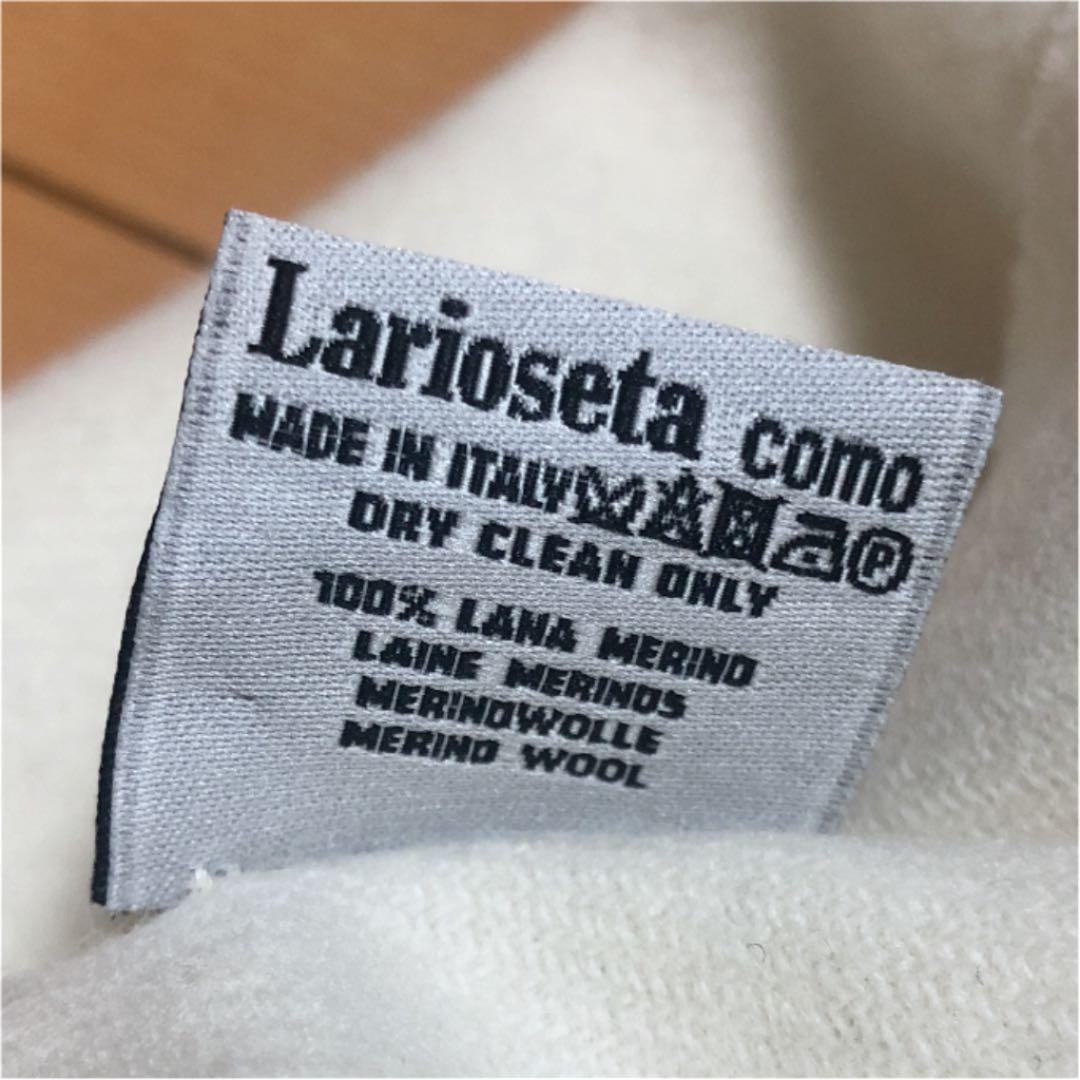 Larioseta como
MADE IN ITALY Ⓟ
DRY CLEAN ONLY
100% LANA MERINO
LAINE MERINOS
MERINOWOLLE
MERINO WOOL